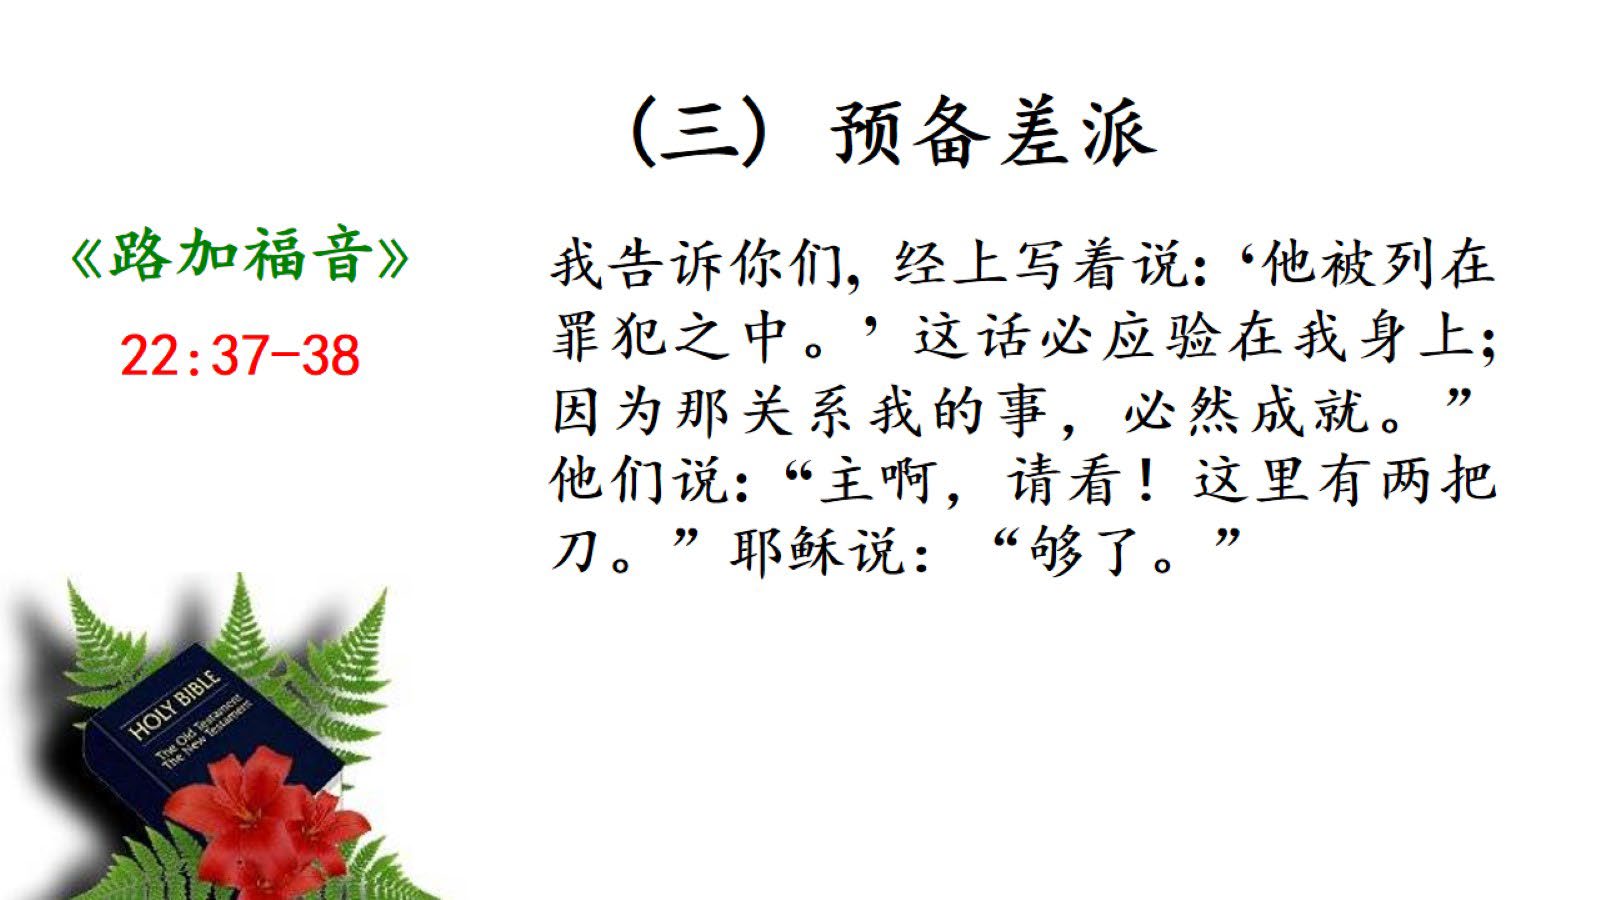 (三) 预备差派
《路加福音》
22:37-38
我告诉你们, 经上写着说: ‘他被列在
罪犯之中。’ 这话必应验在我身上;
因为那关系我的事，必然成就。”
他们说: “主啊，请看！这里有两把
刀。”耶稣说: “够了。”
HOLY BIBLE
The Old Testament
The New Testament